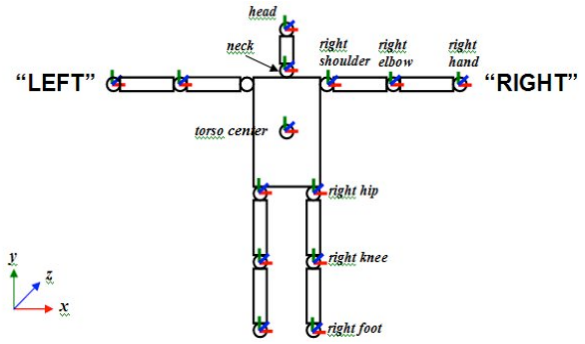 head
neck
right shoulder
right elbow
right hand
“LEFT”
“RIGHT”
torso center
right hip
right knee
right foot
y
z
x